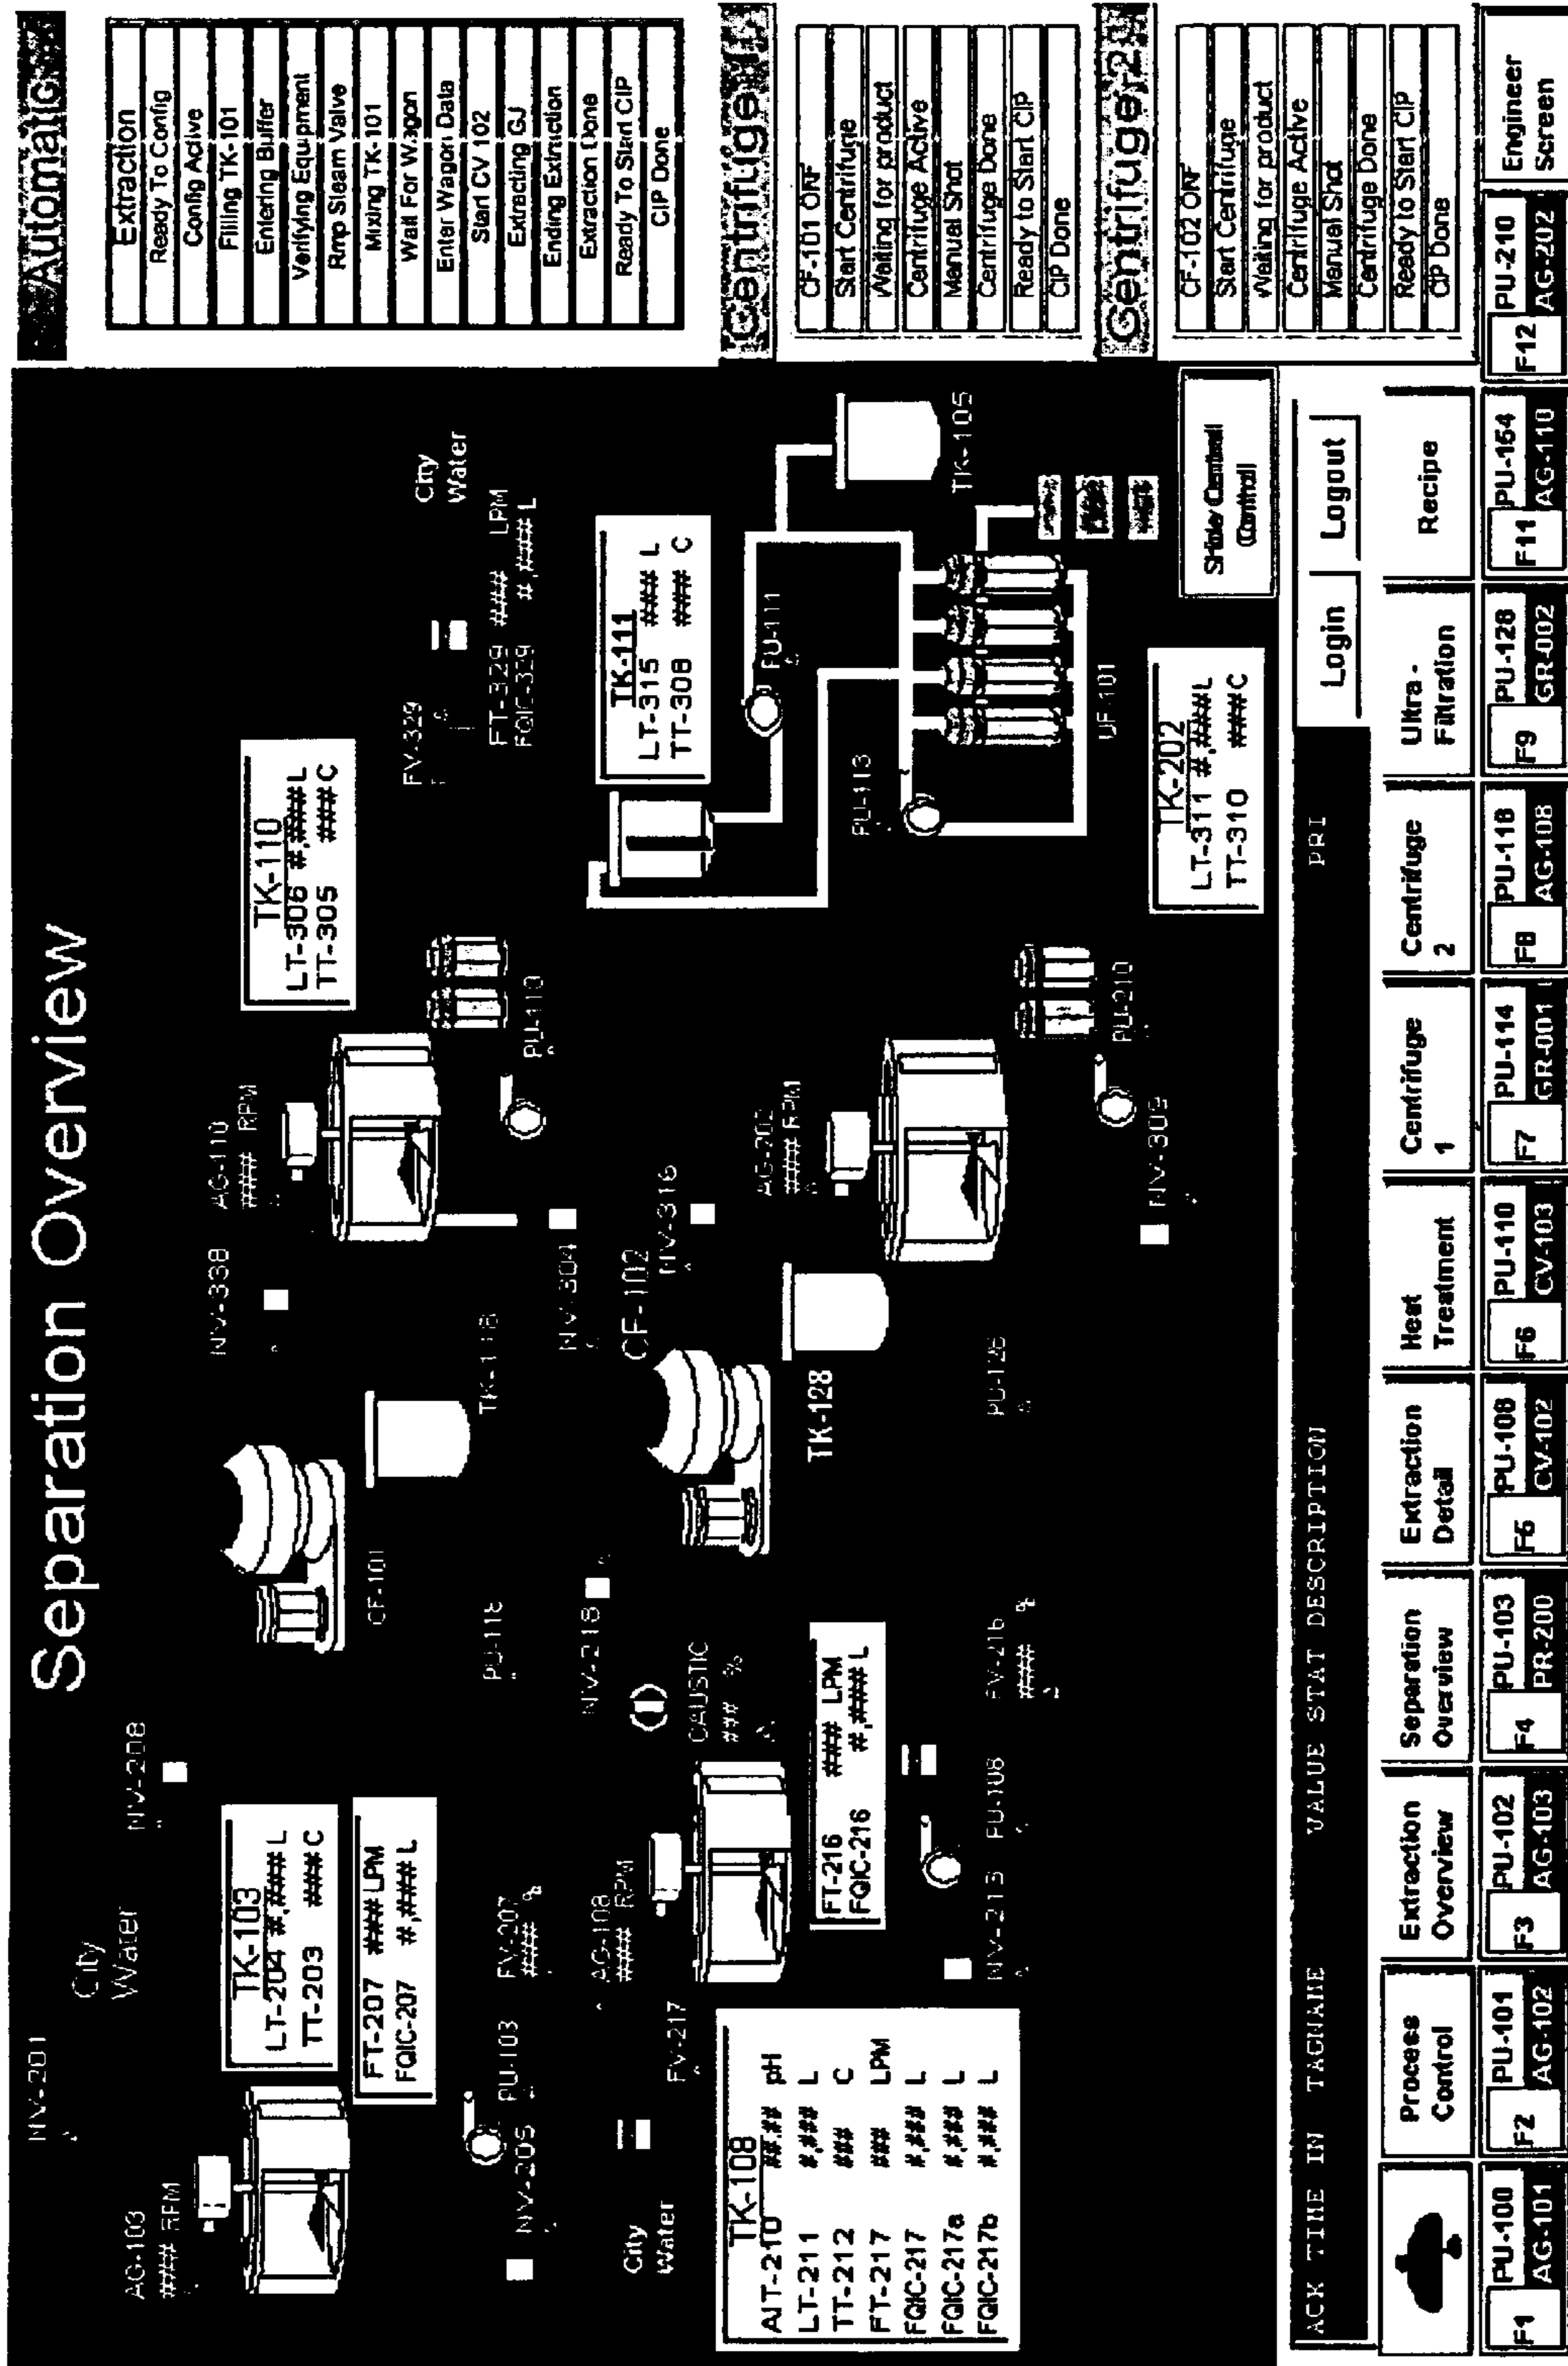 Separation Overview
NV-201
City
Water
NV-208
AG-103
### RPM
TK-103
LT-204 #,### L
TT-203 ### C
FT-207 ### LPM
FQIC-207 #,### L
NV-205
PU-103
FV-207
#### %
CF-101
PU-118
NV-338
AG-110
### RPM
TK-110
LT-306 #,### L
TT-305 ### C
PU-110
NV-304
FV-329
City
Water
FT-329 ### LPM
FQIC-329 #,### L
City
Water
FV-217
AG-108
#### RPM
NV-218
CAUSTIC
### %
TK-108
AIT-210 ##.## pH
LT-211 #,### L
TT-212 ### C
FT-217 ### LPM
FQIC-217 #,### L
FQIC-217a #,### L
FQIC-217b #,### L
FT-216 ### LPM
FQIC-216 #,### L
NV-213
PU-108
FV-216
#### %
CF-102
NV-316
TK-128
PU-128
AG-202
#### RPM
PU-210
NV-309
TK-111
LT-315 ### L
TT-308 ### C
PU-111
PU-113
TK-105
UF-101
TK-202
LT-311 #,### L
TT-310 ### C
Automatic
Extraction
Ready To Config
Config Active
Filling TK-101
Entering Buffer
Verifying Equipment
Rmp Steam Valve
Mixing TK-101
Wait For Wagon
Enter Wagon Data
Start CV 102
Extracting GJ
Ending Extraction
Extraction Done
Ready To Start CIP
CIP Done
Centrifuge 1
CF-101 Off
Start Centrifuge
Waiting for product
Centrifuge Active
Manual Shot
Centrifuge Done
Ready to Start CIP
CIP Done
Centrifuge 2
CF-102 Off
Start Centrifuge
Waiting for product
Centrifuge Active
Manual Shot
Centrifuge Done
Ready to Start CIP
CIP Done
ACK TIME IN TAGNAME VALUE STAT DESCRIPTION PRI
Login Logout
Process
Control
Extraction
Overview
Separation
Overview
Extraction
Detail
Heat
Treatment
Centrifuge
1
Centrifuge
2
Ultra -
Filtration
Recipe
F1 PU-100
AG-101
F2 PU-101
AG-102
F3 PU-102
AG-103
F4 PU-103
PR-200
PU-108
CV-102
F6 PU-110
CV-103
F7 PU-114
GR-001
F8 PU-118
AG-108
F9 PU-128
GR-002
F11 PU-164
AG-110
F12 PU-210
AG-202
Engineer
Screen